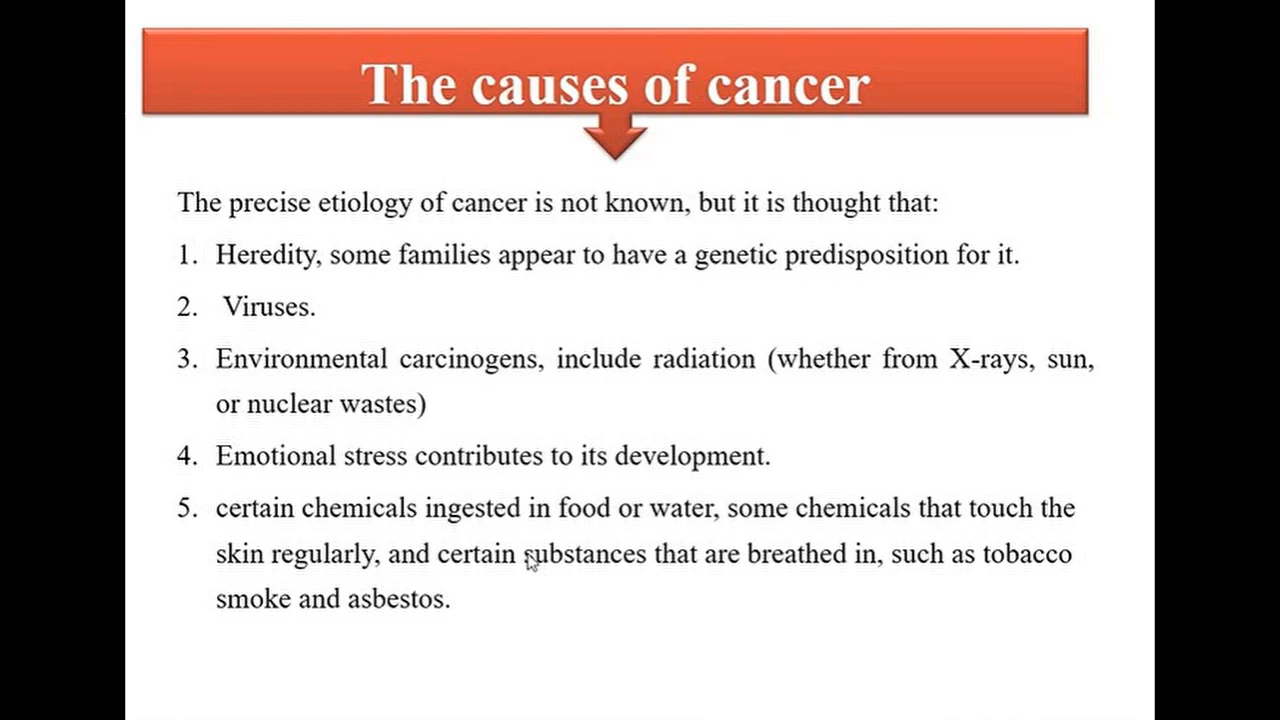 The causes of cancer
The precise etiology of cancer is not known, but it is thought that:
1. Heredity, some families appear to have a genetic predisposition for it.
2. Viruses.
3. Environmental carcinogens, include radiation (whether from X-rays, sun,
or nuclear wastes)
4. Emotional stress contributes to its development.
5. certain chemicals ingested in food or water, some chemicals that touch the
skin regularly, and certain substances that are breathed in, such as tobacco
smoke and asbestos.